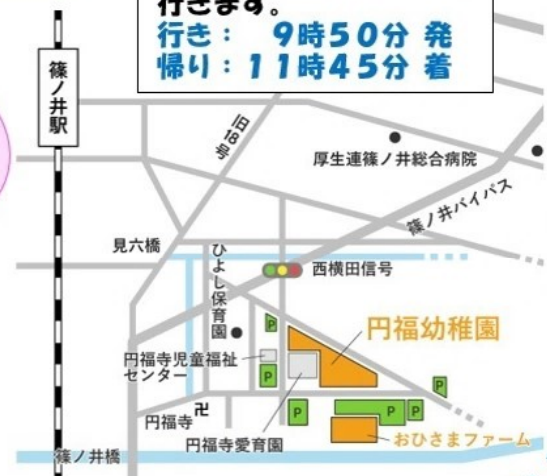 行きます。
行き： 9時50分 発
帰り：11時45分 着
篠ノ井駅
旧18号
厚生連篠ノ井総合病院
篠ノ井バイパス
見六橋
ひよし保育園
西横田信号
P
円福幼稚園
円福寺児童福祉
センター
P
P
円福寺
卍
P
P
P
円福寺愛育園
おひさまファーム
篠ノ井橋